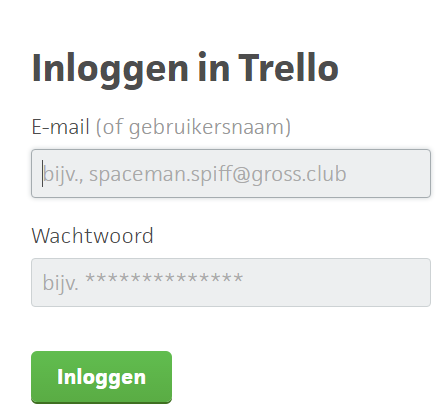 Inloggen in Trello
E-mail (of gebruikersnaam)
bijv., spaceman.spiff@gross.club
Wachtwoord
bijv. **************
Inloggen